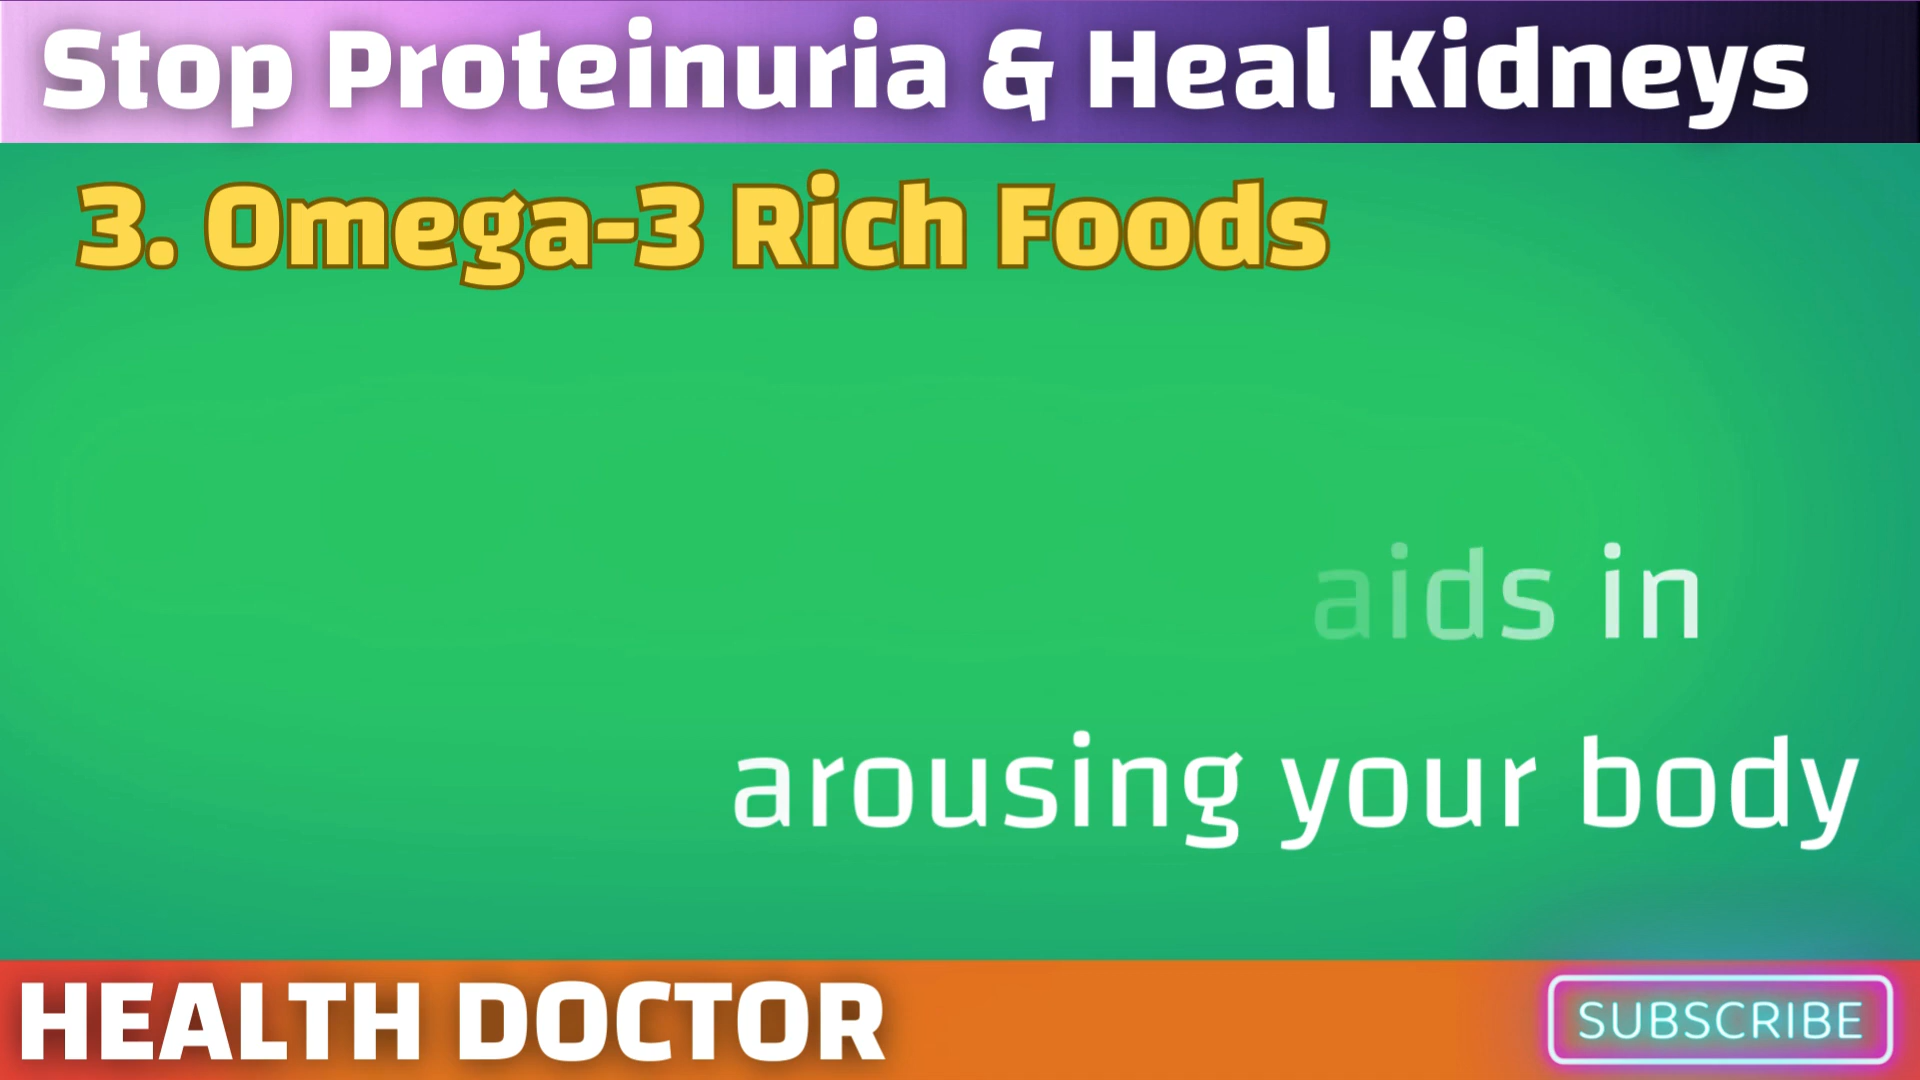 Stop Proteinuria & Heal Kidneys
3. Omega-3 Rich Foods
aids in
arousing your body
HEALTH DOCTOR
SUBSCRIBE